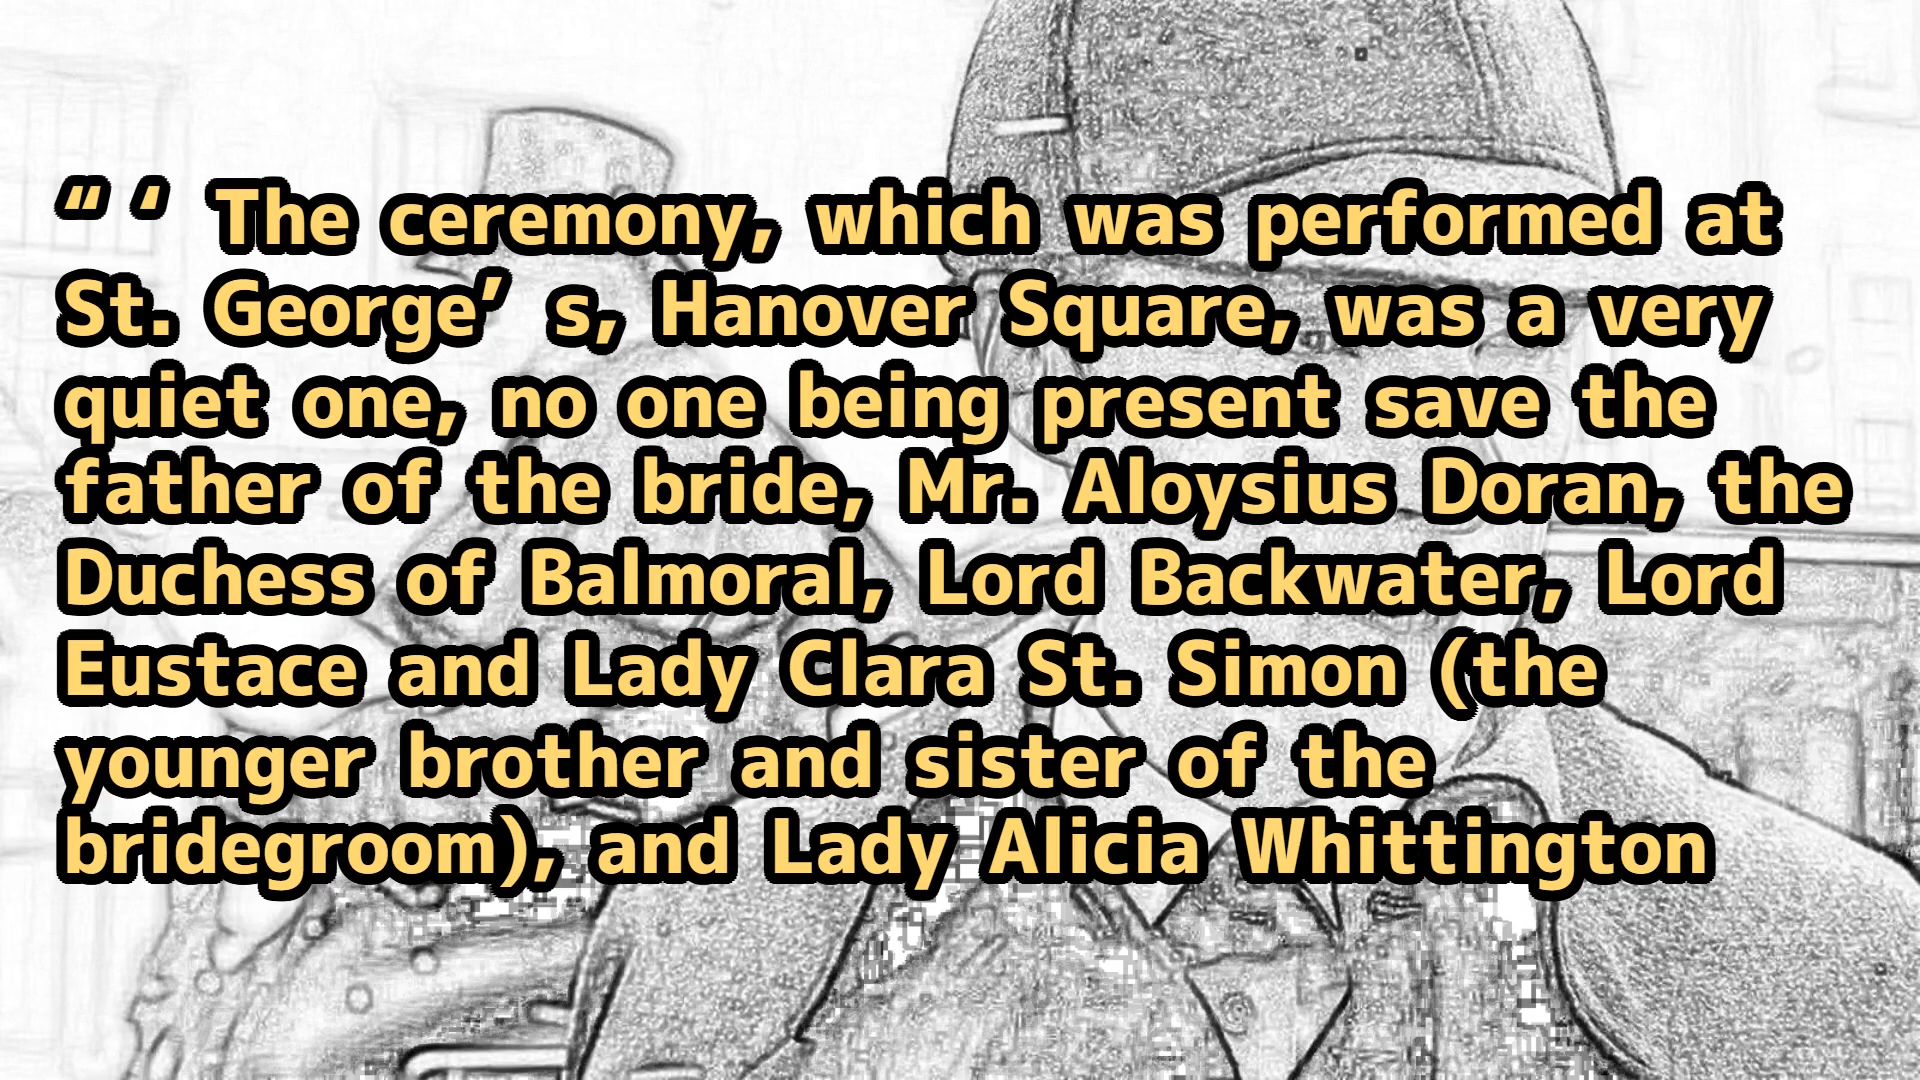 “ ‘ The ceremony, which was performed at
St. George’ s, Hanover Square, was a very
quiet one, no one being present save the
father of the bride, Mr. Aloysius Doran, the
Duchess of Balmoral, Lord Backwater, Lord
Eustace and Lady Clara St. Simon (the
younger brother and sister of the
bridegroom), and Lady Alicia Whittington